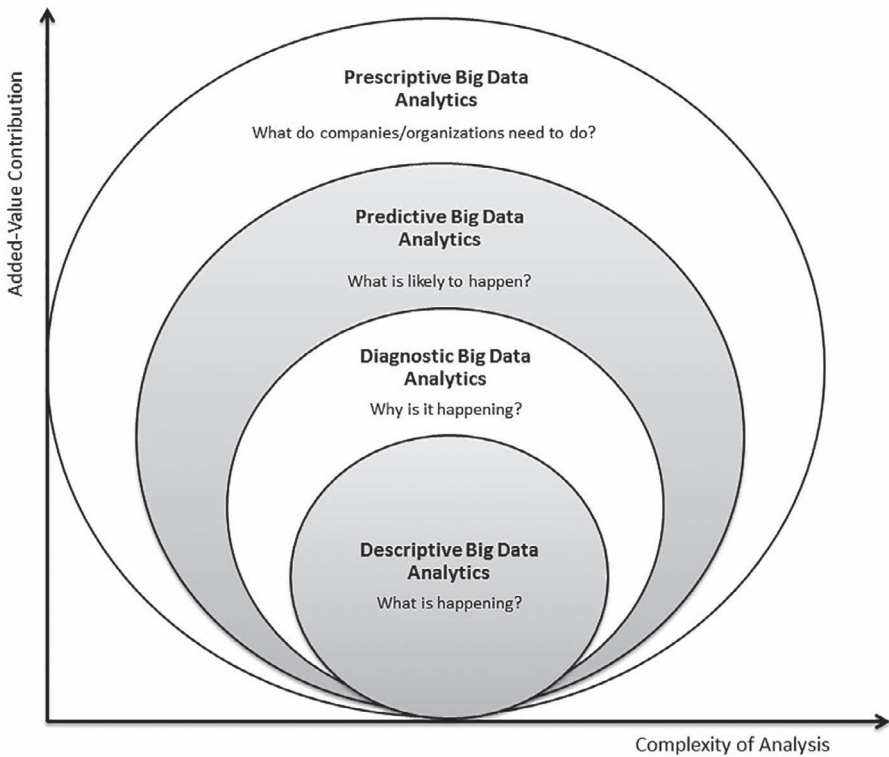 Added-Value Contribution
Prescriptive Big Data
Analytics
What do companies/organizations need to do?
Predictive Big Data
Analytics
What is likely to happen?
Diagnostic Big Data
Analytics
Why is it happening?
Descriptive Big Data
Analytics
What is happening?
Complexity of Analysis